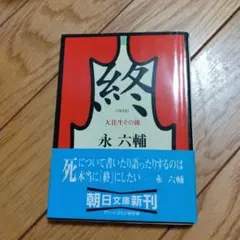 終
大往生その後
永 六輔
死について書いたり語ったりするのは
本当に「終」にしたい 永 六輔
朝日文庫新刊